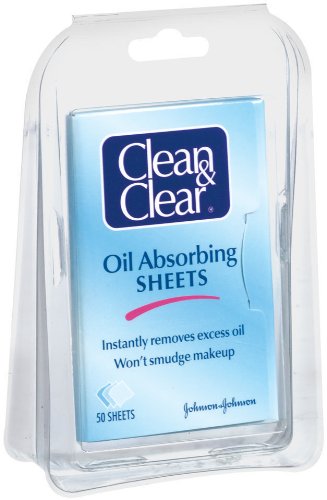 Clean
&
Clear®
Oil Absorbing
SHEETS
Instantly removes excess oil
Won't smudge makeup
50 SHEETS
Johnson & Johnson